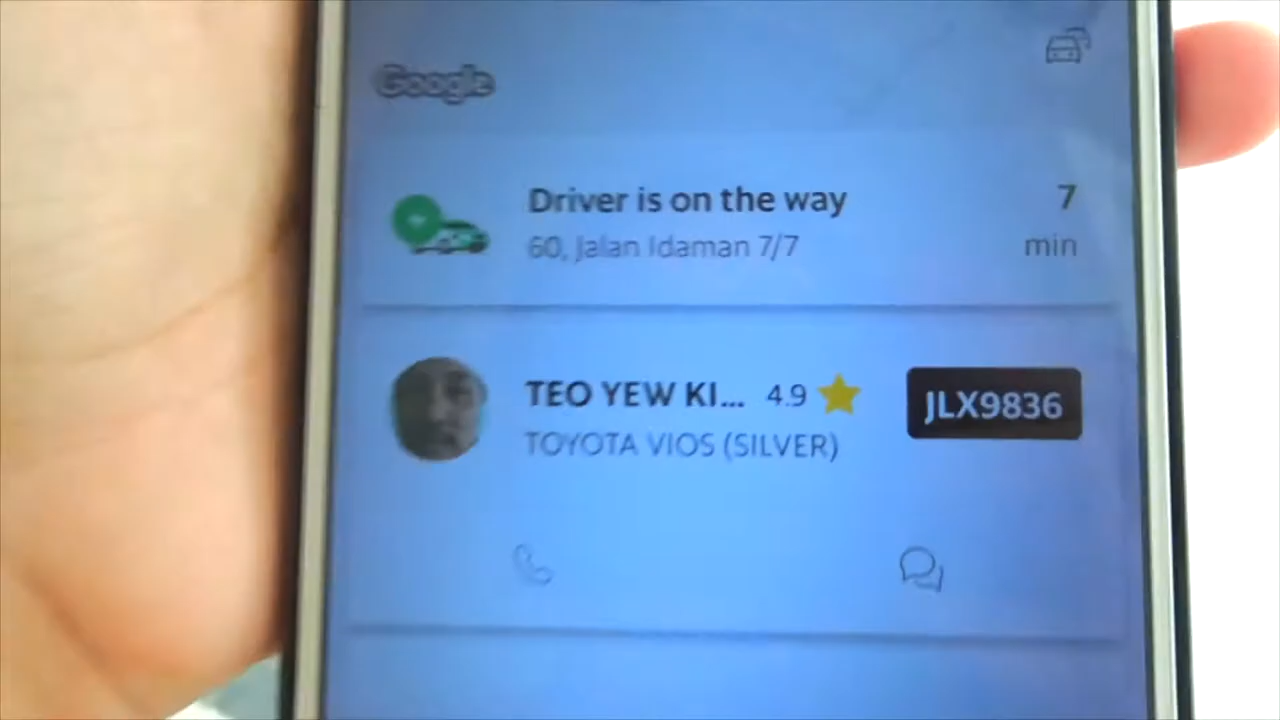 Google
Driver is on the way
7
60, Jalan Idaman 7/7
min
TEO YEW KI... 4.9
JLX9836
TOYOTA VIOS (SILVER)